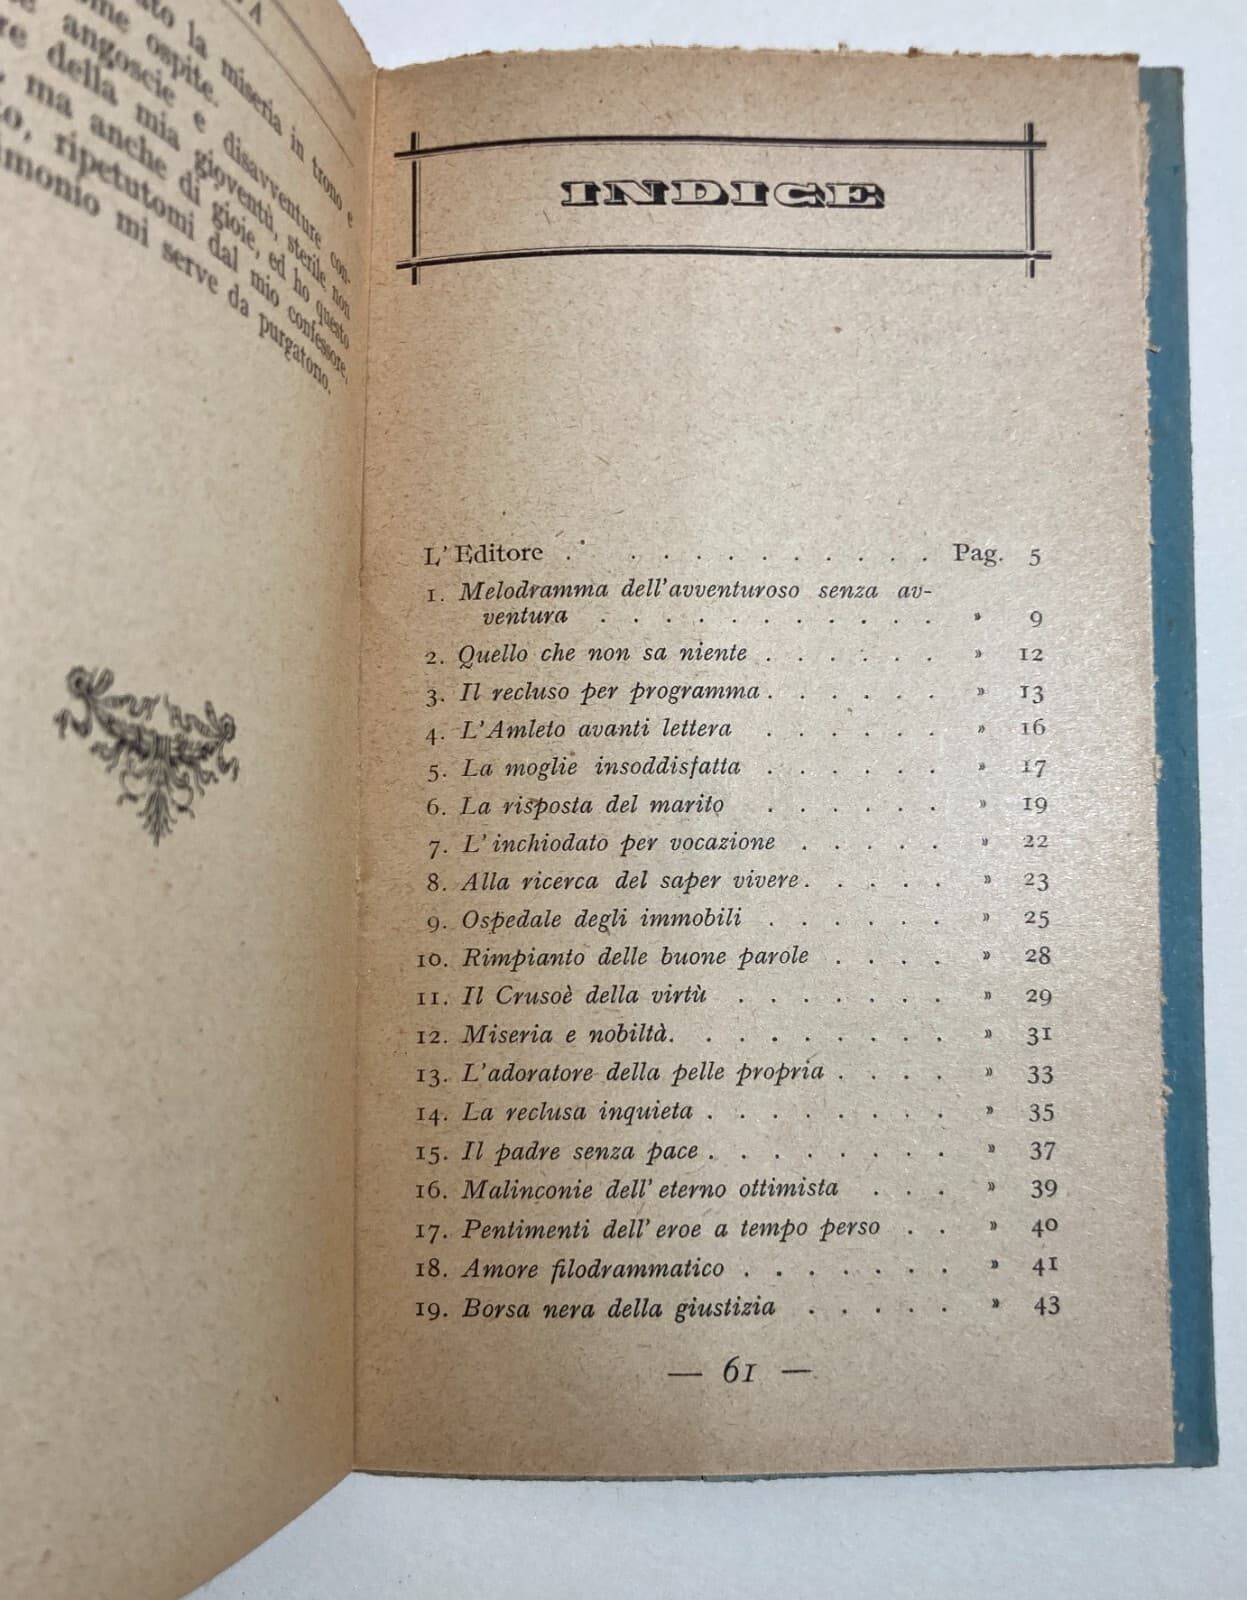 la miseria in trono e
ospite.
angoscie e disavventure con-
della mia gioventù, sterile non
ma anche di gioie, ed ho questo
ripetutomi dal mio confessore,
mi serve da purgatorio.
INDICE
L'Editore . . . . . . . . . . . Pag. 5
1. Melodramma dell'avventuroso senza av-
ventura . . . . . . . . . . . » 9
2. Quello che non sa niente . . . . . . » 12
3. Il recluso per programma . . . . . . » 13
4. L'Amleto avanti lettera . . . . . . » 16
5. La moglie insoddisfatta . . . . . . » 17
6. La risposta del marito . . . . . . » 19
7. L'inchiodato per vocazione . . . . . » 22
8. Alla ricerca del saper vivere . . . . . » 23
9. Ospedale degli immobili . . . . . . » 25
10. Rimpianto delle buone parole . . . . » 28
11. Il Crusoè della virtù . . . . . . . » 29
12. Miseria e nobiltà. . . . . . . . . » 31
13. L'adoratore della pelle propria . . . . » 33
14. La reclusa inquieta . . . . . . . . » 35
15. Il padre senza pace . . . . . . . . » 37
16. Malinconie dell'eterno ottimista . . . » 39
17. Pentimenti dell'eroe a tempo perso . . » 40
18. Amore filodrammatico . . . . . . . » 41
19. Borsa nera della giustizia . . . . . » 43
— 61 —